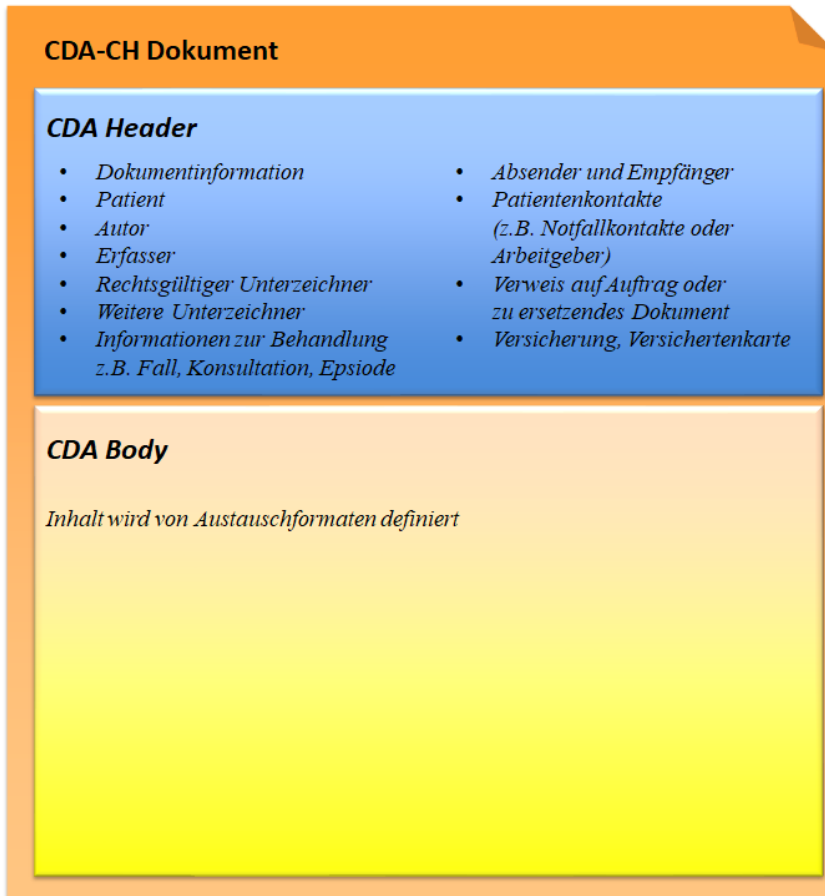 CDA-CH Dokument
CDA Header
• Dokumentinformation
• Patient
• Autor
• Erfasser
• Rechtsgültiger Unterzeichner
• Weitere Unterzeichner
• Informationen zur Behandlung
z.B. Fall, Konsultation, Epsiode
• Absender und Empfänger
• Patientenkontakte
(z.B. Notfallkontakte oder
Arbeitgeber)
• Verweis auf Auftrag oder
zu ersetzendes Dokument
• Versicherung, Versichertenkarte
CDA Body
Inhalt wird von Austauschformaten definiert